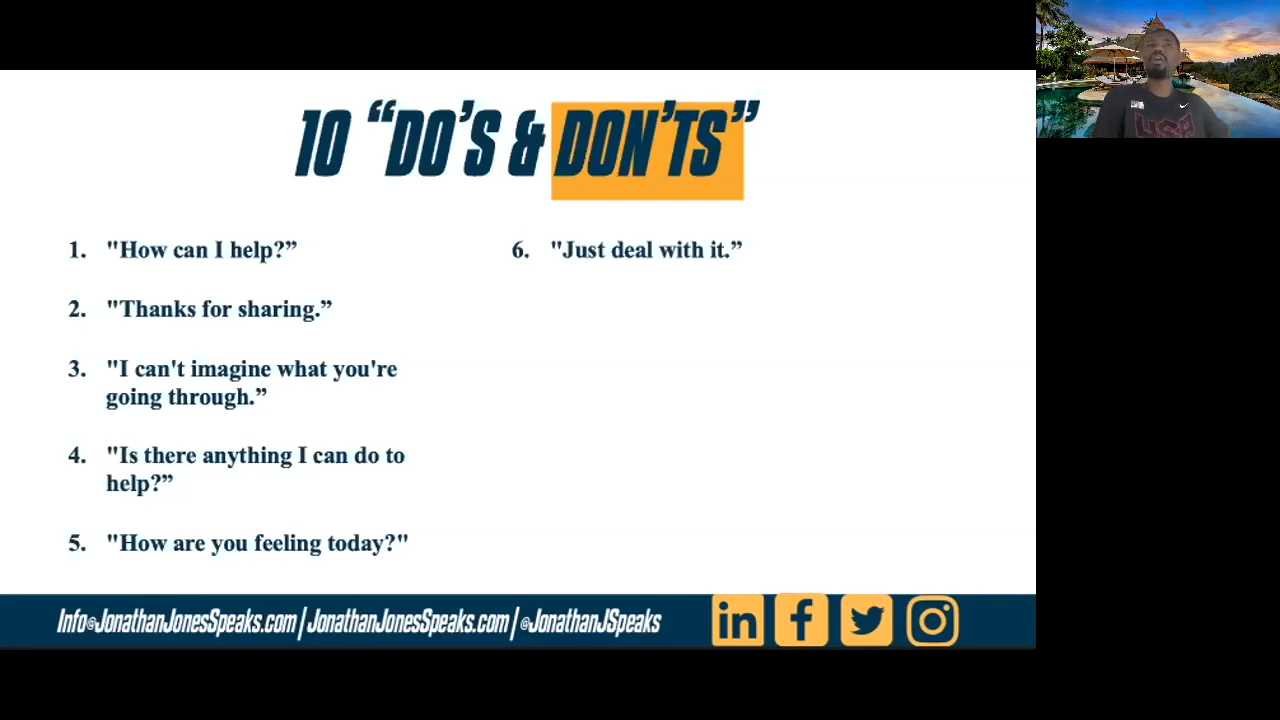 10 “DO’S & DON’TS”
1. "How can I help?”
2. "Thanks for sharing.”
3. "I can't imagine what you're
going through.”
4. "Is there anything I can do to
help?”
5. "How are you feeling today?"
6. "Just deal with it.”
Info@JonathanJonesSpeaks.com | JonathanJonesSpeaks.com | @JonathanJSpeaks
in
USA